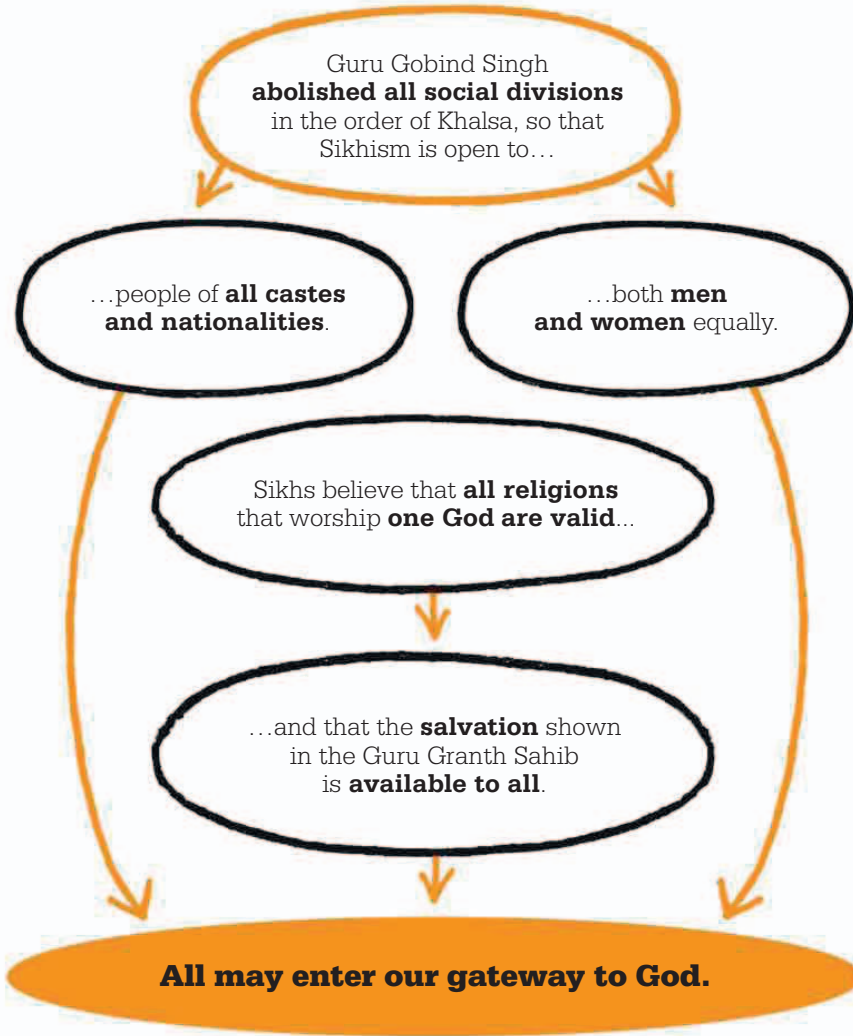 Guru Gobind Singh
abolished all social divisions
in the order of Khalsa, so that
Sikhism is open to…
…people of all castes
and nationalities.
…both men
and women equally.
Sikhs believe that all religions
that worship one God are valid…
…and that the salvation shown
in the Guru Granth Sahib
is available to all.
All may enter our gateway to God.